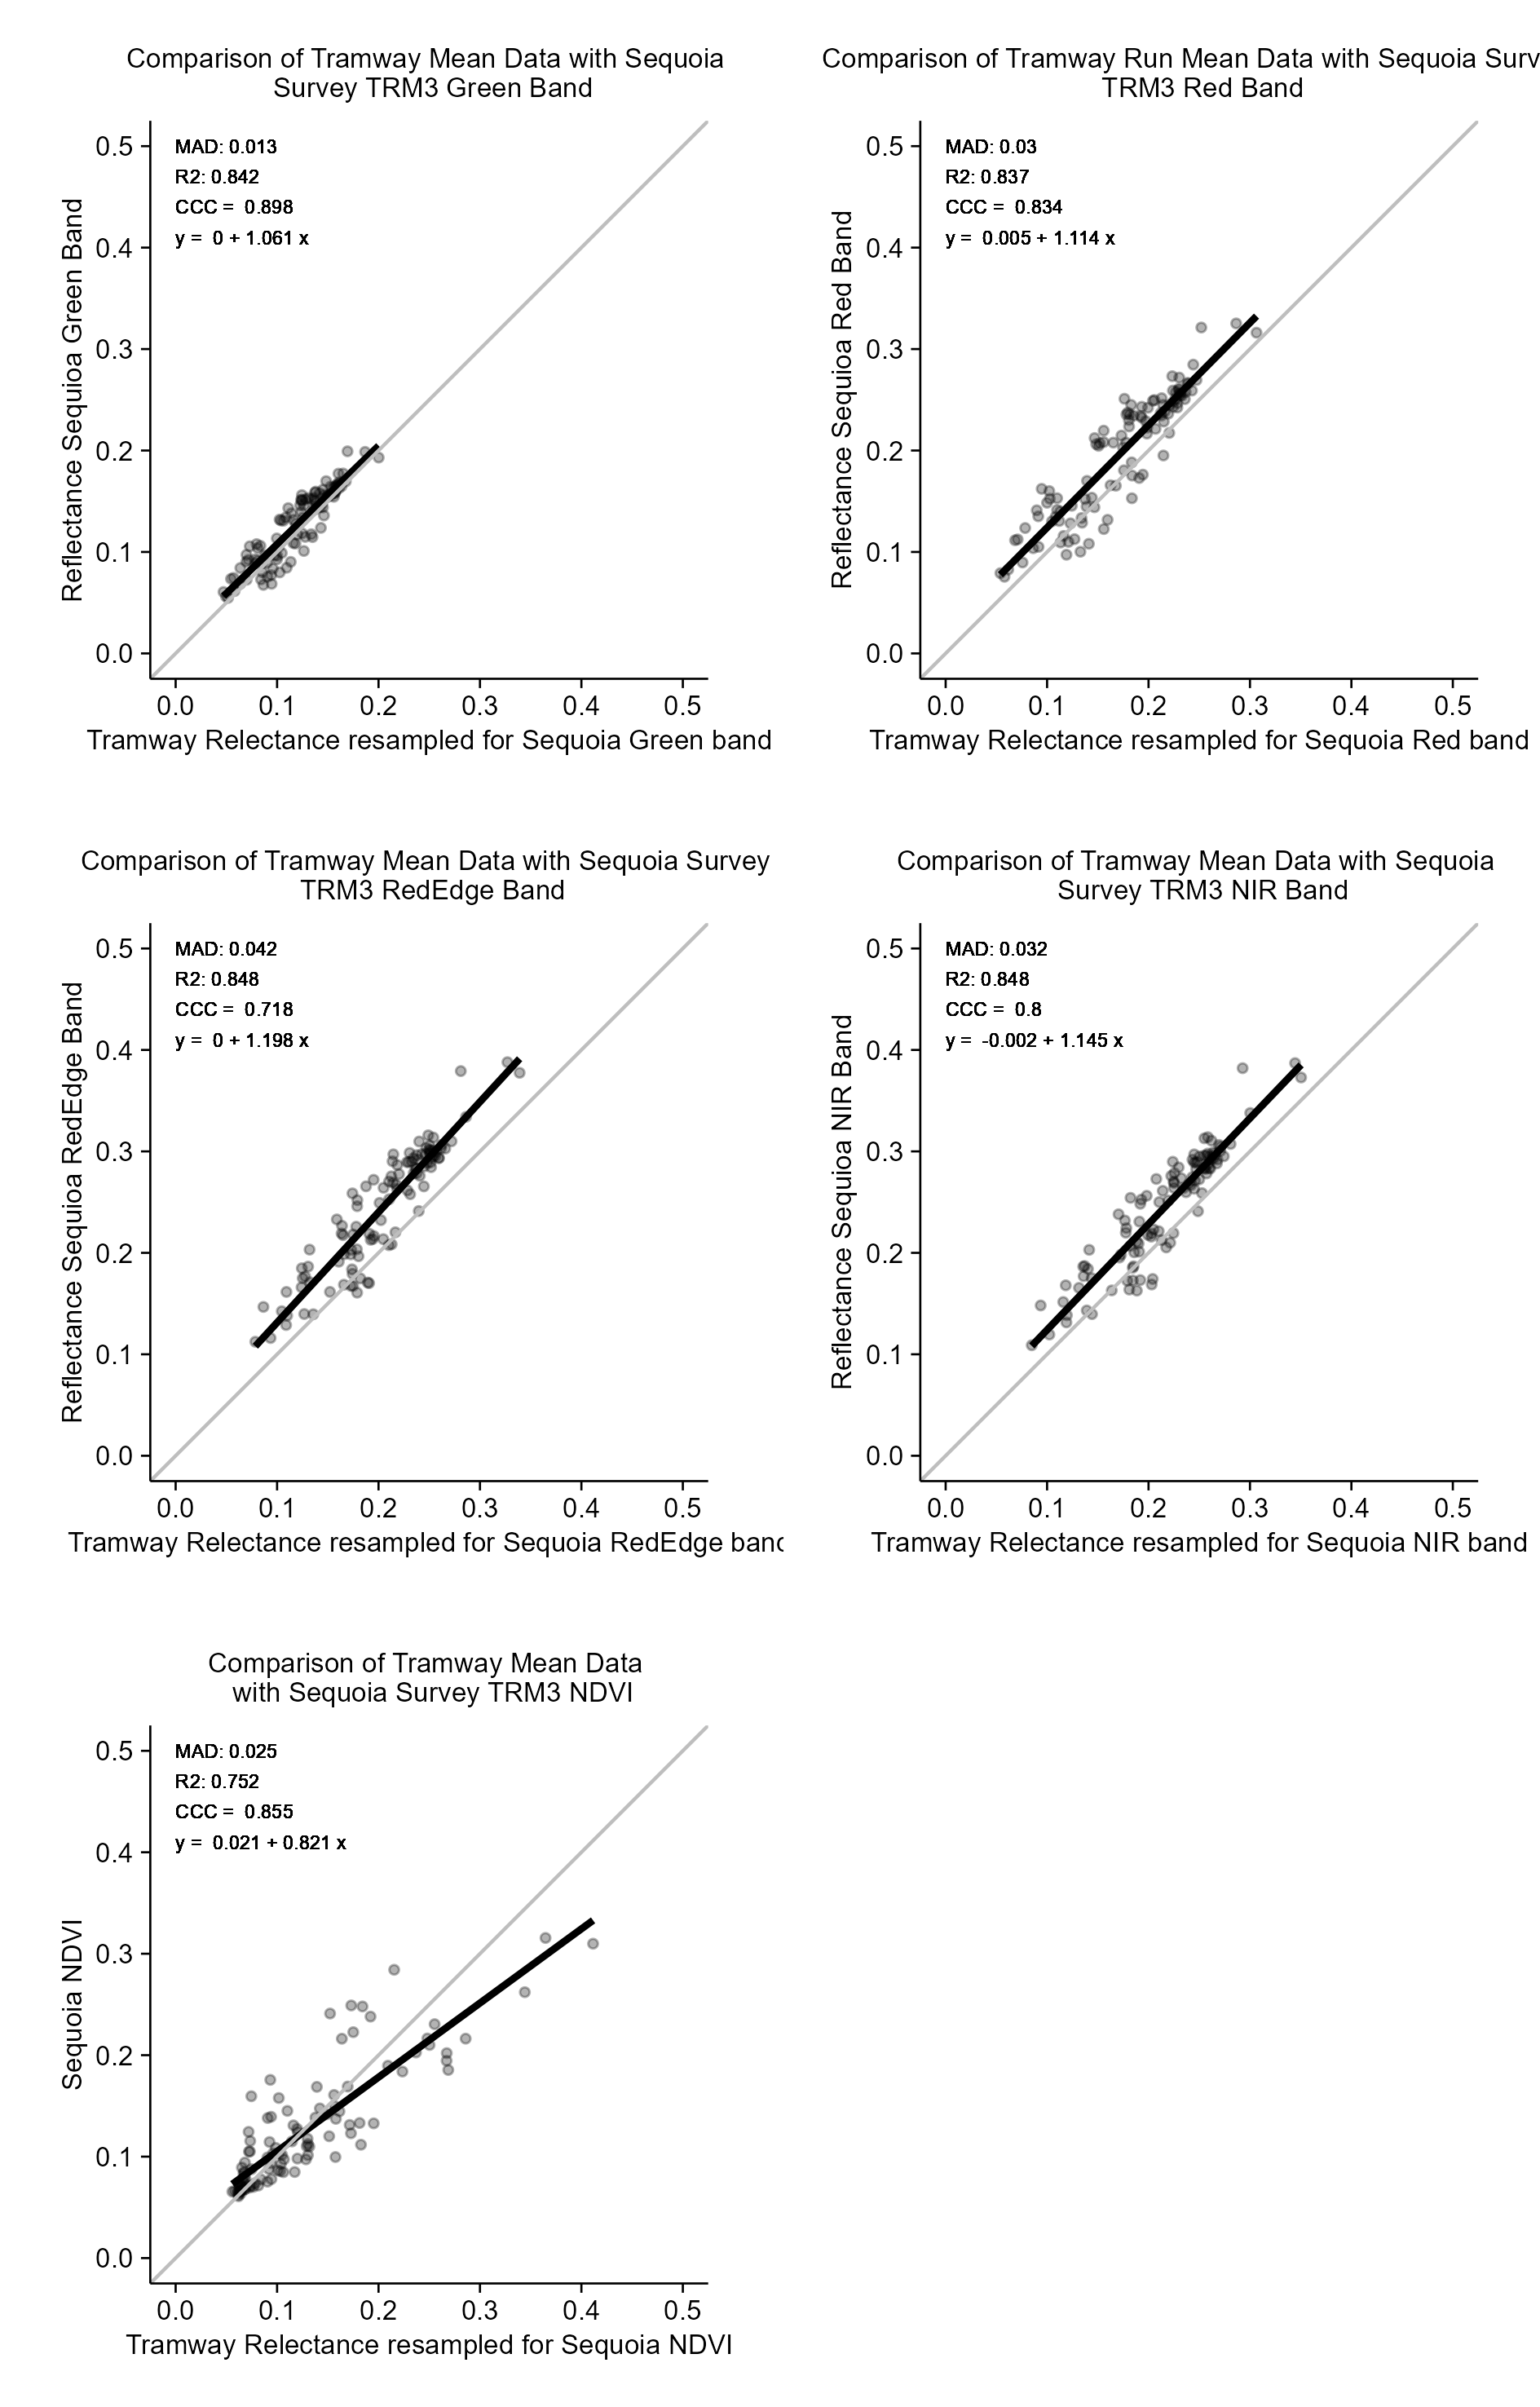 Comparison of Tramway Mean Data with Sequoia
Survey TRM3 Green Band
MAD: 0.013
R2: 0.842
CCC = 0.898
y = 0 + 1.061 x
Reflectance Sequioa Green Band
0.5
0.4
0.3
0.2
0.1
0.0
0.0 0.1 0.2 0.3 0.4 0.5
Tramway Relectance resampled for Sequoia Green band
Comparison of Tramway Run Mean Data with Sequoia Surv
TRM3 Red Band
MAD: 0.03
R2: 0.837
CCC = 0.834
y = 0.005 + 1.114 x
Reflectance Sequioa Red Band
0.5
0.4
0.3
0.2
0.1
0.0
0.0 0.1 0.2 0.3 0.4 0.5
Tramway Relectance resampled for Sequoia Red band
Comparison of Tramway Mean Data with Sequoia Survey
TRM3 RedEdge Band
MAD: 0.042
R2: 0.848
CCC = 0.718
y = 0 + 1.198 x
Reflectance Sequioa RedEdge Band
0.5
0.4
0.3
0.2
0.1
0.0
0.0 0.1 0.2 0.3 0.4 0.5
Tramway Relectance resampled for Sequoia RedEdge band
Comparison of Tramway Mean Data with Sequoia
Survey TRM3 NIR Band
MAD: 0.032
R2: 0.848
CCC = 0.8
y = -0.002 + 1.145 x
Reflectance Sequioa NIR Band
0.5
0.4
0.3
0.2
0.1
0.0
0.0 0.1 0.2 0.3 0.4 0.5
Tramway Relectance resampled for Sequoia NIR band
Comparison of Tramway Mean Data
with Sequoia Survey TRM3 NDVI
MAD: 0.025
R2: 0.752
CCC = 0.855
y = 0.021 + 0.821 x
Sequoia NDVI
0.5
0.4
0.3
0.2
0.1
0.0
0.0 0.1 0.2 0.3 0.4 0.5
Tramway Relectance resampled for Sequoia NDVI